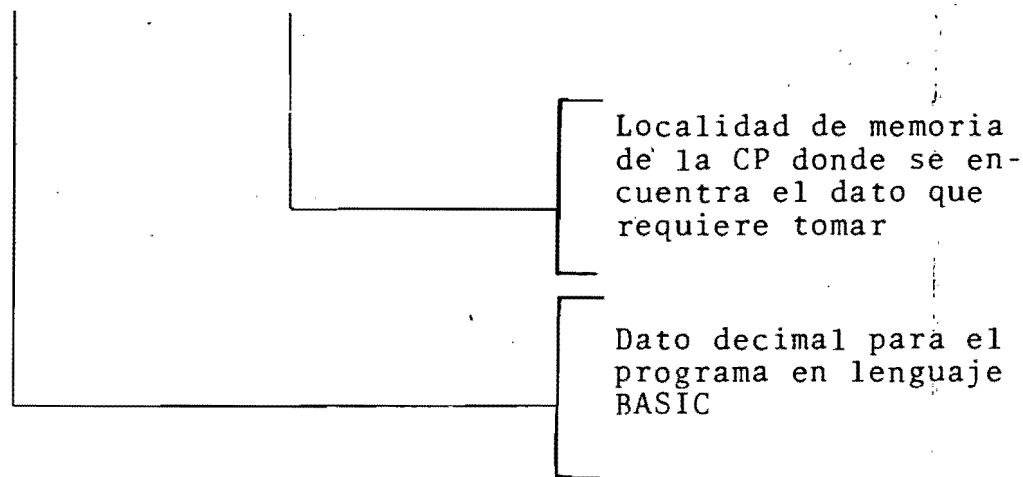 Localidad de memoria
de la CP donde se en-
cuentra el dato que
requiere tomar
Dato decimal para el
programa en lenguaje
BASIC